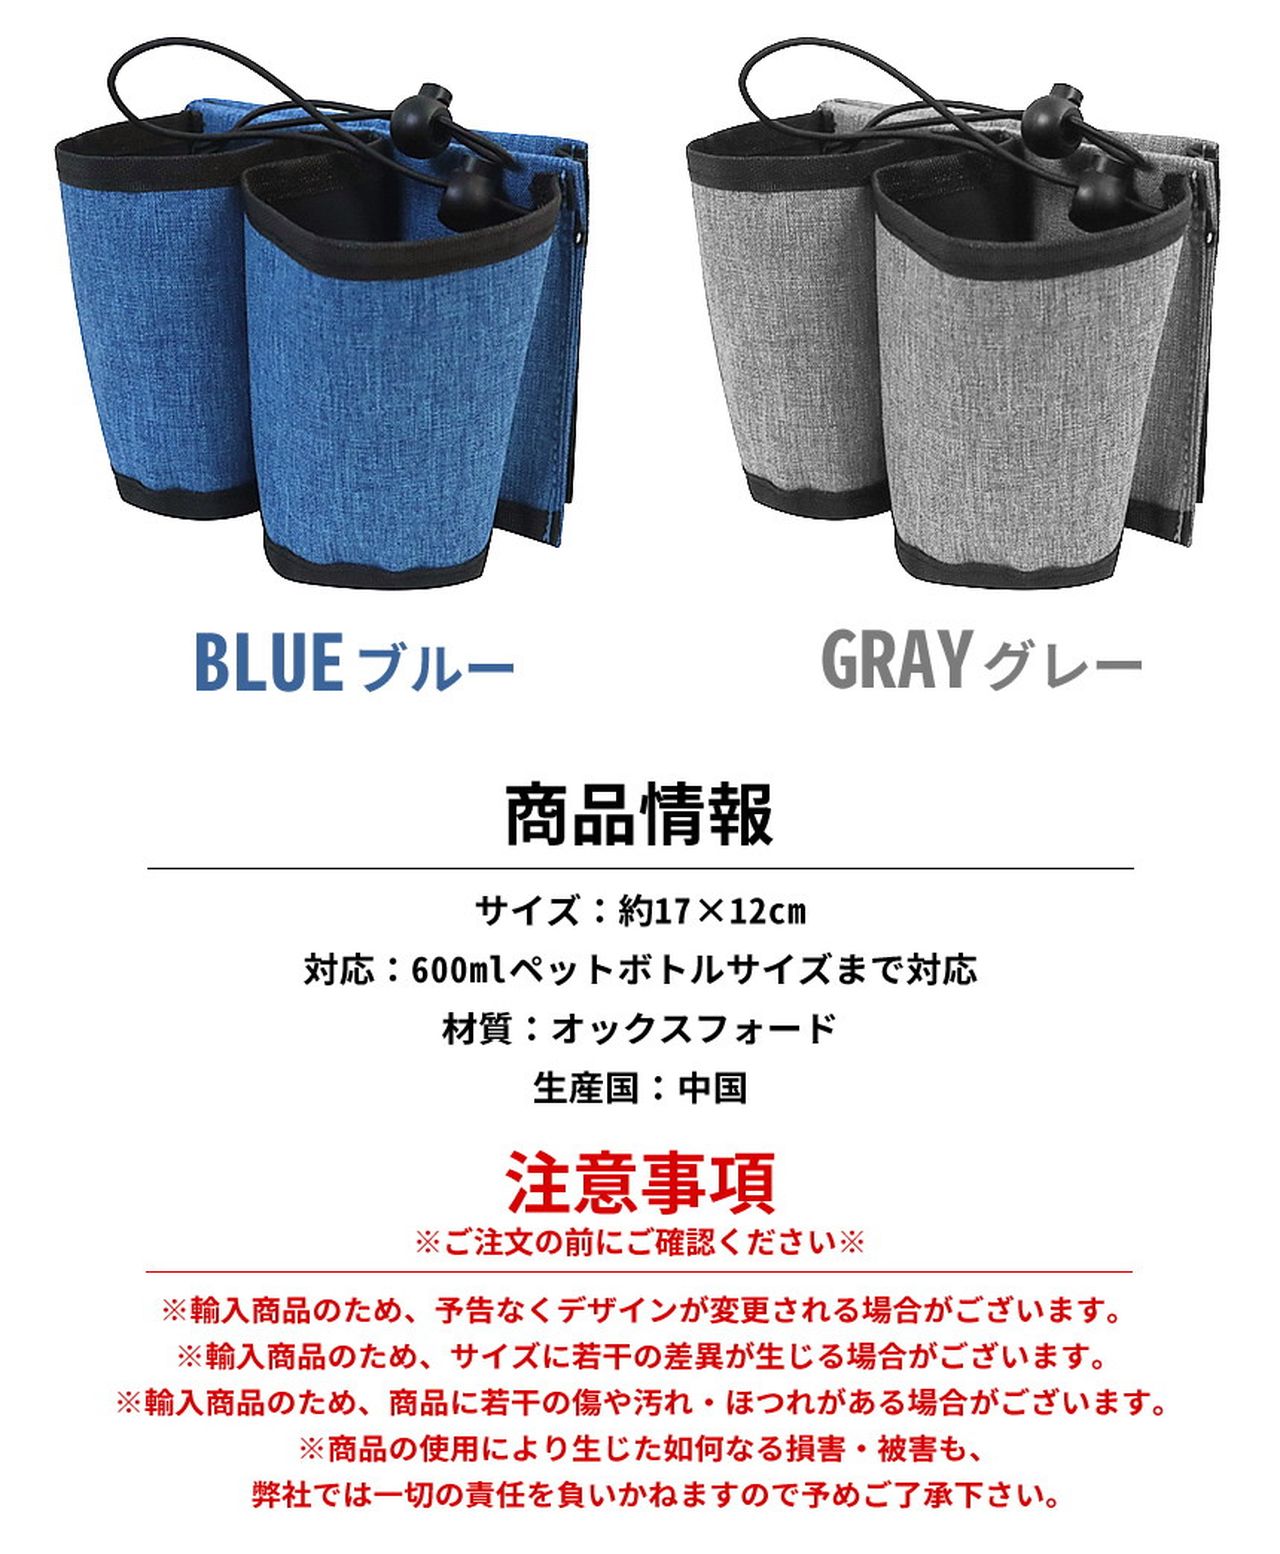 BLUE ブルー
GRAY グレー
商品情報
サイズ：約17×12cm
対応：600mlペットボトルサイズまで対応
材質：オックスフォード
生産国：中国
注意事項
※ご注文の前にご確認ください※
※輸入商品のため、予告なくデザインが変更される場合がございます。
※輸入商品のため、サイズに若干の差異が生じる場合がございます。
※輸入商品のため、商品に若干の傷や汚れ・ほつれがある場合がございます。
※商品の使用により生じた如何なる損害・被害も、
弊社では一切の責任を負いかねますので予めご了承下さい。